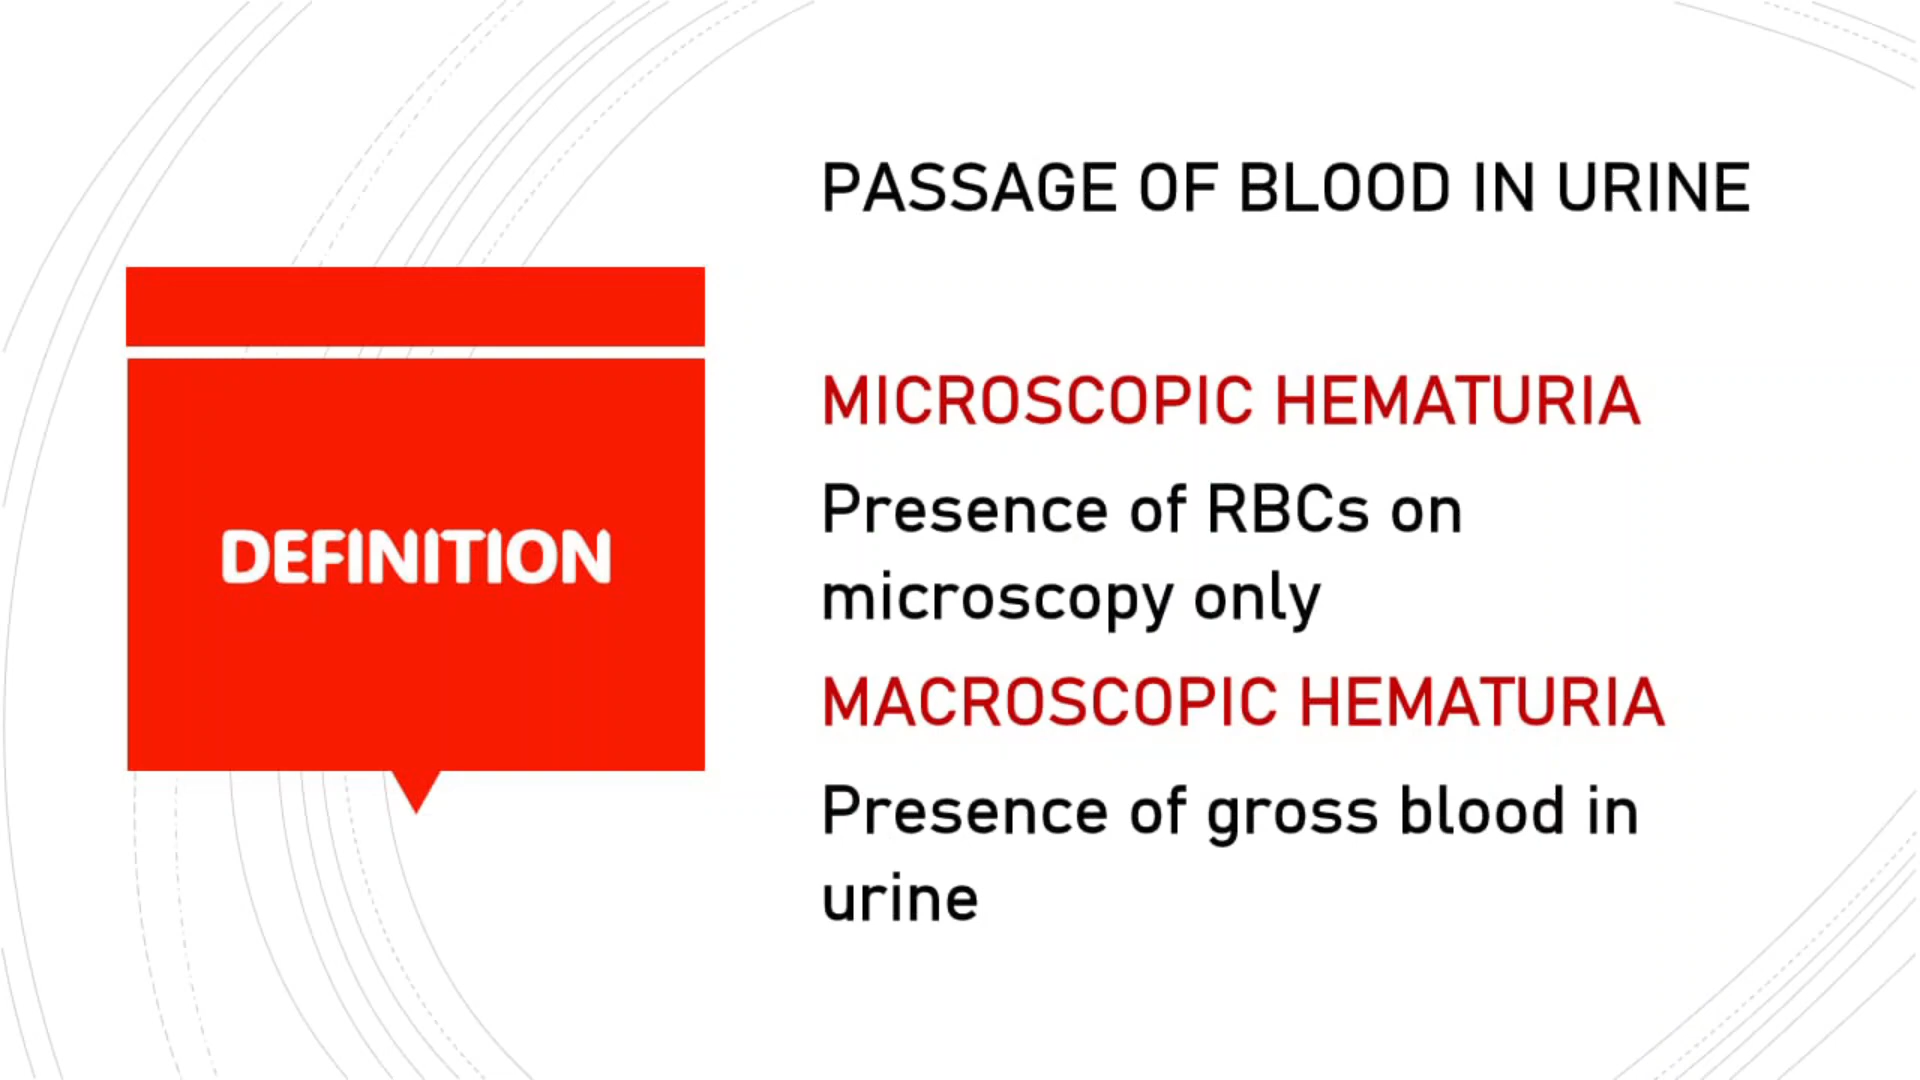 DEFINITION
PASSAGE OF BLOOD IN URINE
MICROSCOPIC HEMATURIA
Presence of RBCs on
microscopy only
MACROSCOPIC HEMATURIA
Presence of gross blood in
urine